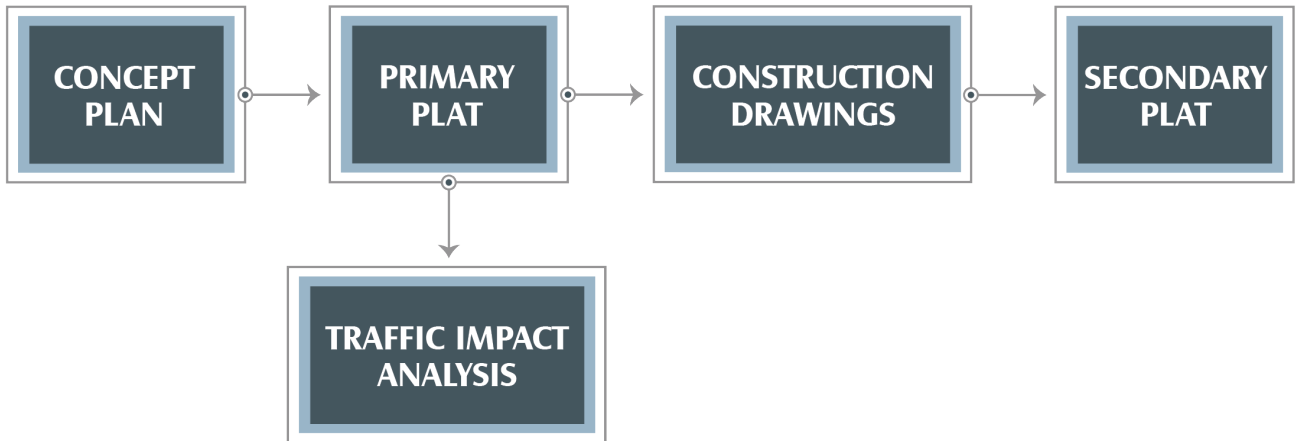 CONCEPT
PLAN
PRIMARY
PLAT
CONSTRUCTION
DRAWINGS
SECONDARY
PLAT
TRAFFIC IMPACT
ANALYSIS